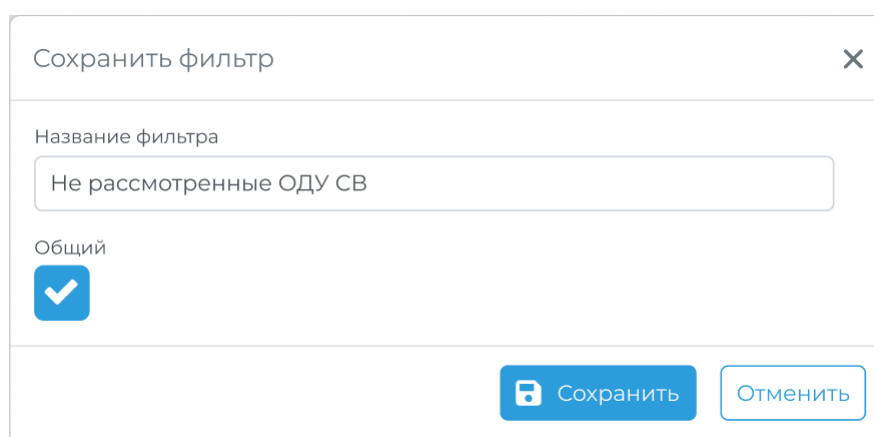 Сохранить фильтр
Название фильтра
Не рассмотренные ОДУ СВ
Общий
Сохранить Отменить